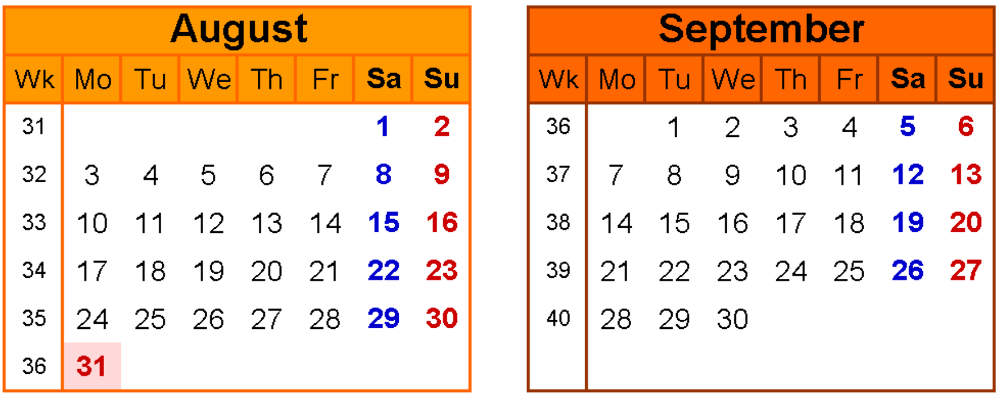 August
Wk Mo Tu We Th Fr Sa Su
31 1 2
32 3 4 5 6 7 8 9
33 10 11 12 13 14 15 16
34 17 18 19 20 21 22 23
35 24 25 26 27 28 29 30
36 31
September
Wk Mo Tu We Th Fr Sa Su
36 1 2 3 4 5 6
37 7 8 9 10 11 12 13
38 14 15 16 17 18 19 20
39 21 22 23 24 25 26 27
40 28 29 30